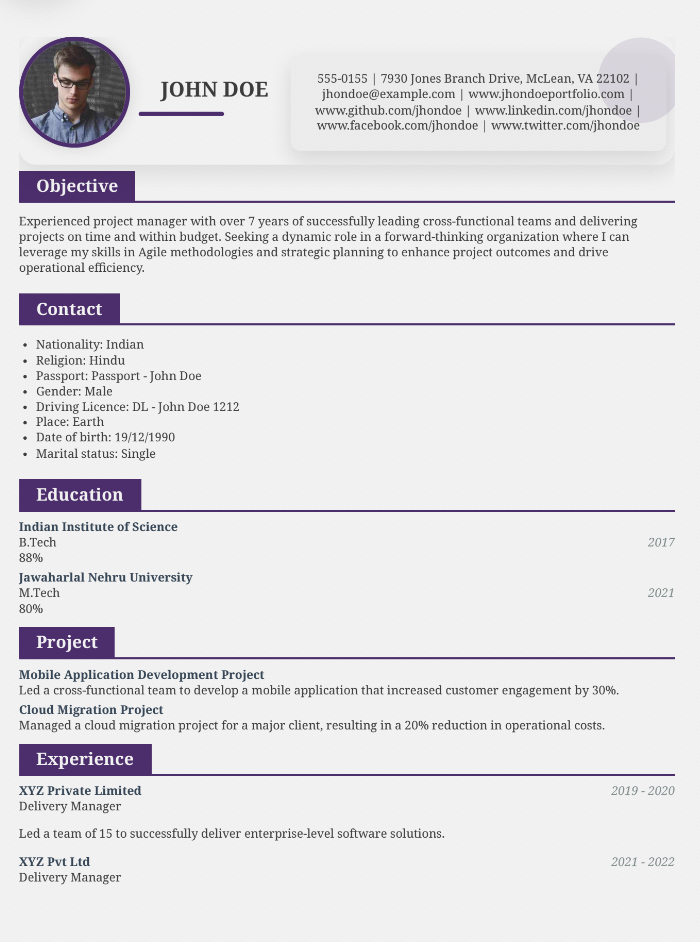 JOHN DOE
555-0155 | 7930 Jones Branch Drive, McLean, VA 22102 |
jhondoe@example.com | www.jhondoeportfolio.com |
www.github.com/jhondoe | www.linkedin.com/jhondoe |
www.facebook.com/jhondoe | www.twitter.com/jhondoe
Objective
Experienced project manager with over 7 years of successfully leading cross-functional teams and delivering
projects on time and within budget. Seeking a dynamic role in a forward-thinking organization where I can
leverage my skills in Agile methodologies and strategic planning to enhance project outcomes and drive
operational efficiency.
Contact
• Nationality: Indian
• Religion: Hindu
• Passport: Passport - John Doe
• Gender: Male
• Driving Licence: DL - John Doe 1212
• Place: Earth
• Date of birth: 19/12/1990
• Marital status: Single
Education
Indian Institute of Science
B.Tech 2017
88%
Jawaharlal Nehru University
M.Tech 2021
80%
Project
Mobile Application Development Project
Led a cross-functional team to develop a mobile application that increased customer engagement by 30%.
Cloud Migration Project
Managed a cloud migration project for a major client, resulting in a 20% reduction in operational costs.
Experience
XYZ Private Limited 2019 - 2020
Delivery Manager
Led a team of 15 to successfully deliver enterprise-level software solutions.
XYZ Pvt Ltd 2021 - 2022
Delivery Manager